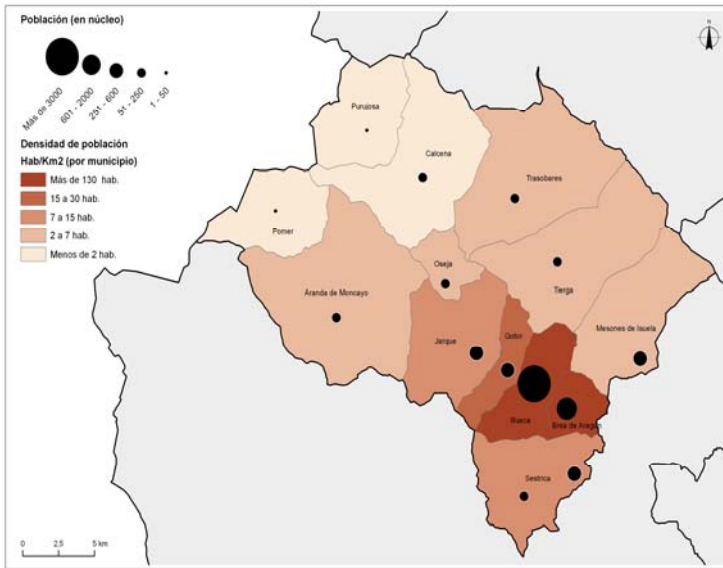 Población (en núcleo)
N
Más de 3000
601 - 2000
251 - 600
51 - 250
1 - 50
Densidad de población
Hab/Km2 (por municipio)
Más de 130 hab.
15 a 30 hab.
7 a 15 hab.
2 a 7 hab.
Menos de 2 hab.
Purujosa
Calcena
Trasobares
Pomer
Oseja
Aranda de Moncayo
Tierga
Mesones de Isuela
Jarque
Gotor
Illueca
Brea de Aragón
Sestrica
0 2,5 5 km